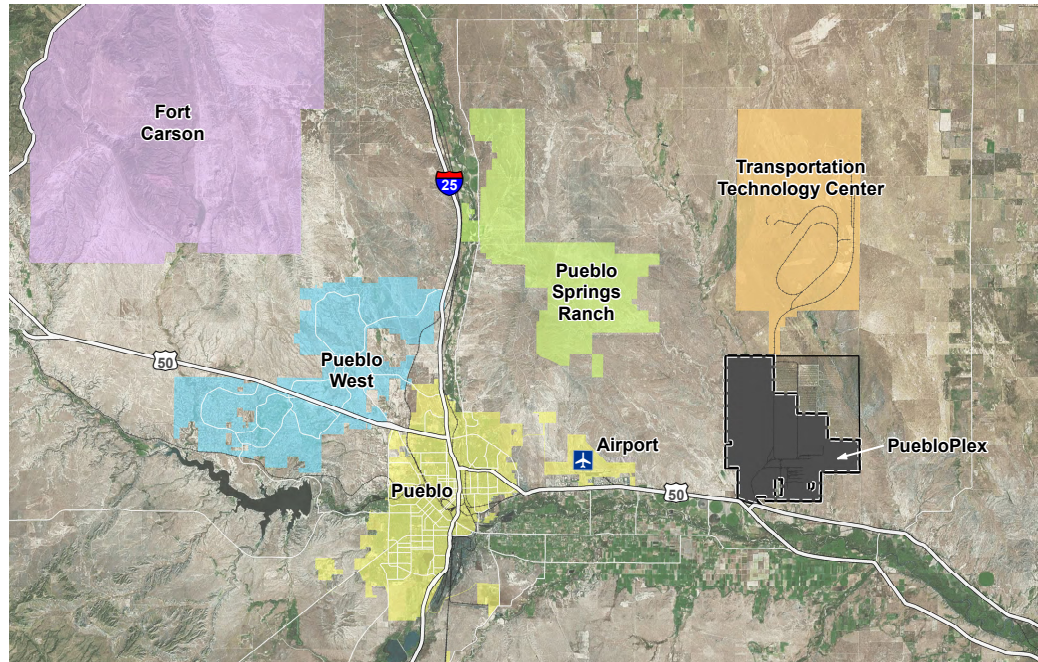 Fort
Carson
25
Transportation
Technology Center
Pueblo
Springs
Ranch
50
Pueblo
West
Airport
PuebloPlex
Pueblo
50